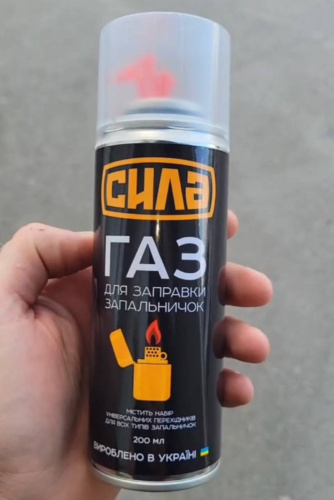 СИЛА
ГАЗ
ДЛЯ ЗАПРАВКИ
ЗАПАЛЬНИЧОК
МІСТИТЬ НАБІР
УНІВЕРСАЛЬНИХ ПЕРЕХІДНИКІВ
ДЛЯ ВСІХ ТИПІВ ЗАПАЛЬНИЧОК
200 МЛ
ВИРОБЛЕНО В УКРАЇНІ